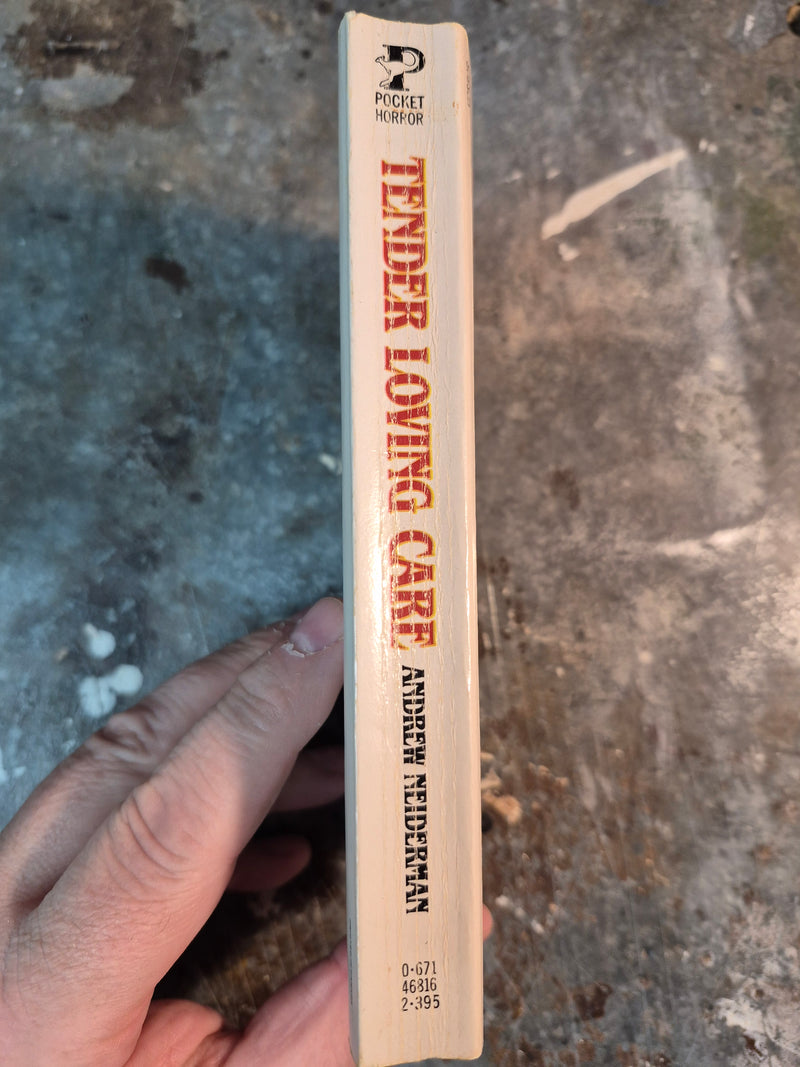 POCKET
HORROR
TENDER LOVING CARE
ANDREW NEIDERMAN
0·671
46816
2·395